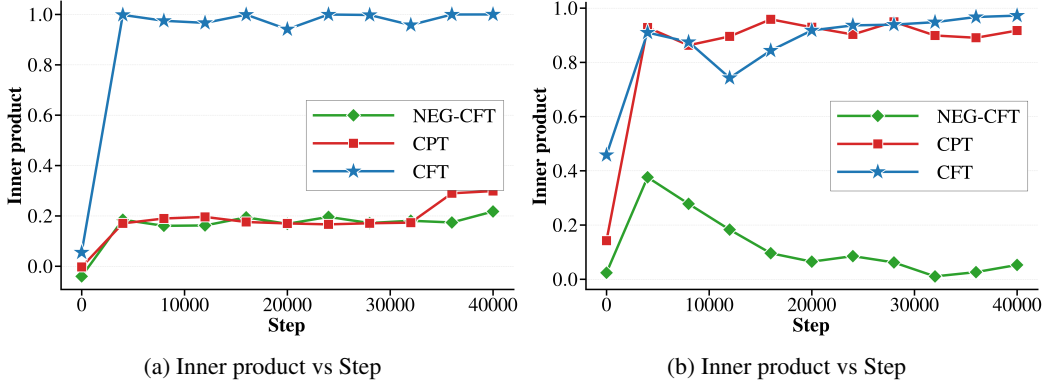 1.0
0.8
0.6
0.4
0.2
0.0
Inner product
NEG-CFT
CPT
CFT
0 10000 20000 30000 40000
Step
(a) Inner product vs Step
1.0
0.8
0.6
0.4
0.2
0.0
Inner product
NEG-CFT
CPT
CFT
0 10000 20000 30000 40000
Step
(b) Inner product vs Step